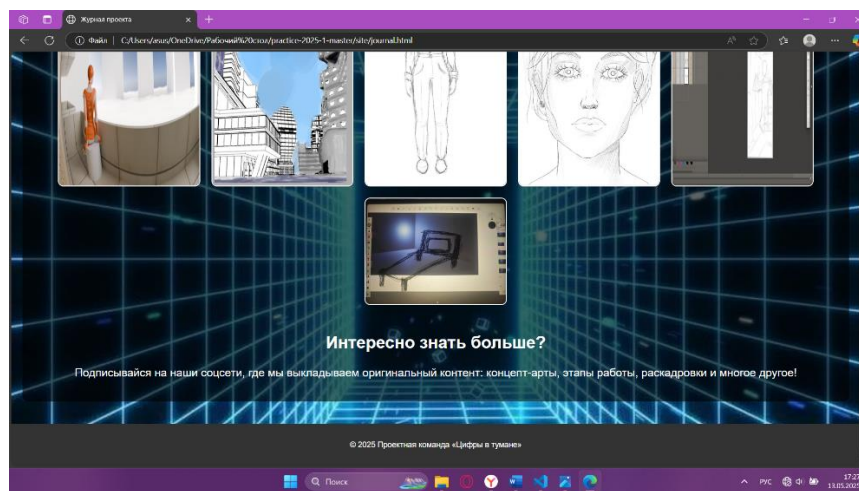 Журнал проекта
Файл | C:/Users/asus/OneDrive/Рабочий%20стол/practice-2025-1-master/site/journal.html
Интересно знать больше?
Подписывайся на наши соцсети, где мы выкладываем оригинальный контент: концепт-арты, этапы работы, раскадровки и многое другое!
© 2025 Проектная команда «Цифры в тумане»
Поиск
РУС
17:27
13.05.2025